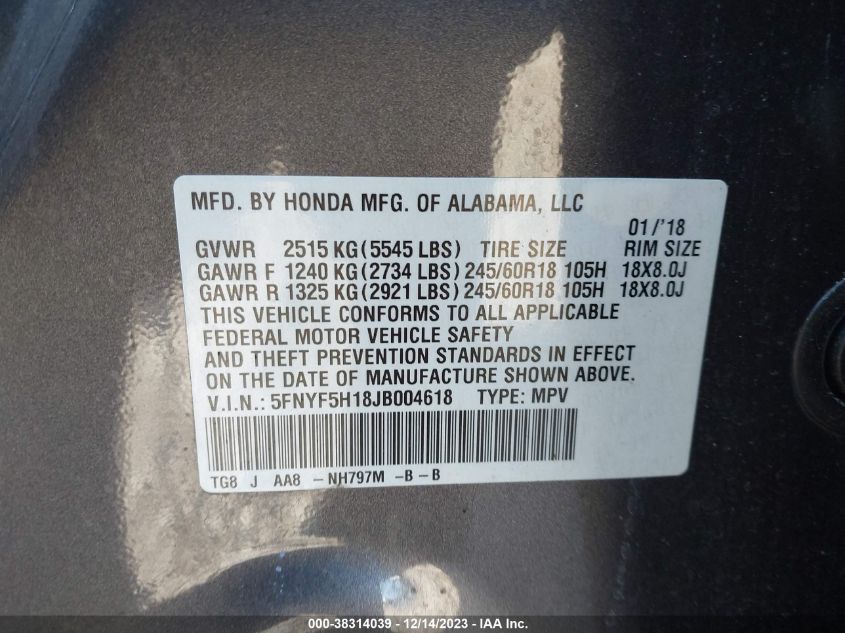 MFD. BY HONDA MFG. OF ALABAMA, LLC
01/'18
GVWR 2515 KG (5545 LBS) TIRE SIZE RIM SIZE
GAWR F 1240 KG (2734 LBS) 245/60R18 105H 18X8.0J
GAWR R 1325 KG (2921 LBS) 245/60R18 105H 18X8.0J
THIS VEHICLE CONFORMS TO ALL APPLICABLE
FEDERAL MOTOR VEHICLE SAFETY
AND THEFT PREVENTION STANDARDS IN EFFECT
ON THE DATE OF MANUFACTURE SHOWN ABOVE.
V.I.N.: 5FNYF5H18JB004618 TYPE: MPV
TG8 J AA8 - NH797M - B - B
000-38314039 - 12/14/2023 - IAA Inc.